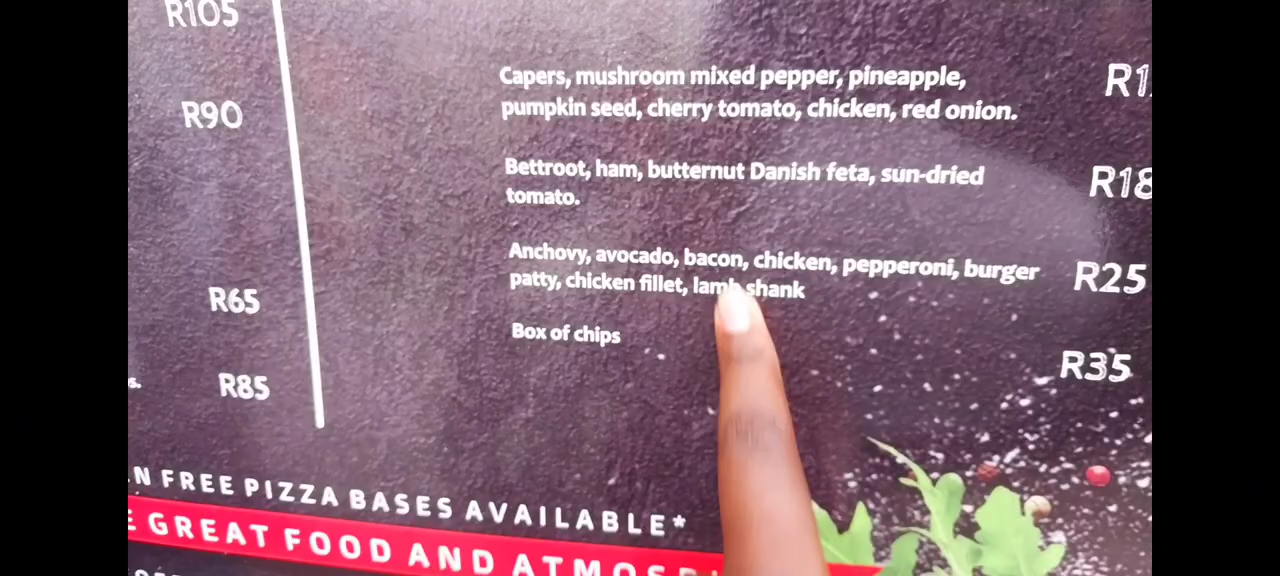 R105
R90
R65
R85
Capers, mushroom mixed pepper, pineapple,
pumpkin seed, cherry tomato, chicken, red onion.
Bettroot, ham, butternut Danish feta, sun-dried
R18
tomato.
Anchovy, avocado, bacon, chicken, pepperoni, burger
R25
patty, chicken fillet, lamb shank
Box of chips
R35
FREE PIZZA BASES AVAILABLE*
GREAT FOOD AND